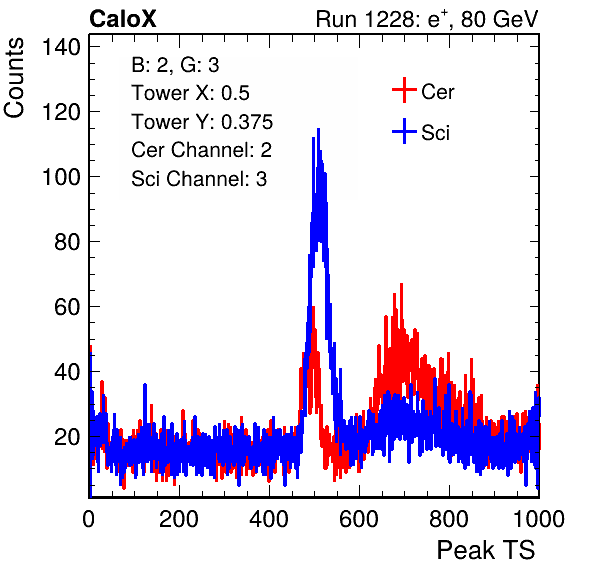 CaloX
Run 1228: e+, 80 GeV
Counts
140
120
100
80
60
40
20
B: 2, G: 3
Tower X: 0.5
Tower Y: 0.375
Cer Channel: 2
Sci Channel: 3
Cer
Sci
0 200 400 600 800 1000
Peak TS